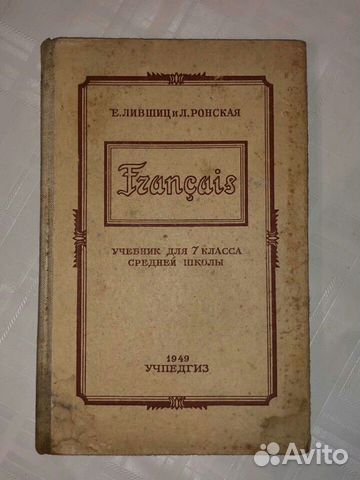 Е.ЛИВШИЦ и Л.РОНСКАЯ
Français
УЧЕБНИК ДЛЯ 7 КЛАССА
СРЕДНЕЙ ШКОЛЫ
1949
УЧПЕДГИЗ
Avito